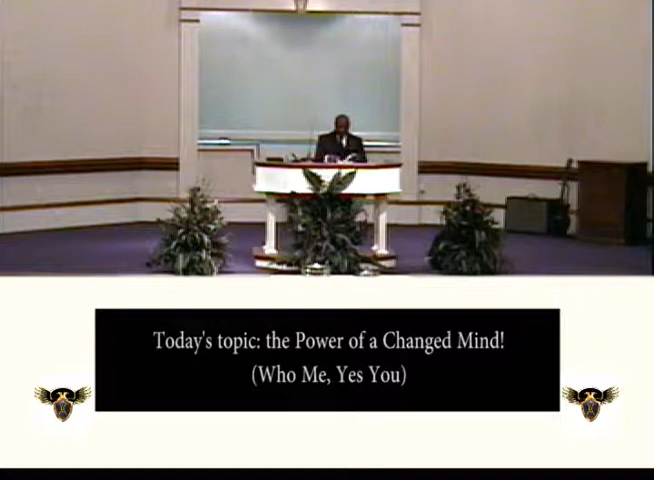 Today's topic: the Power of a Changed Mind!
(Who Me, Yes You)